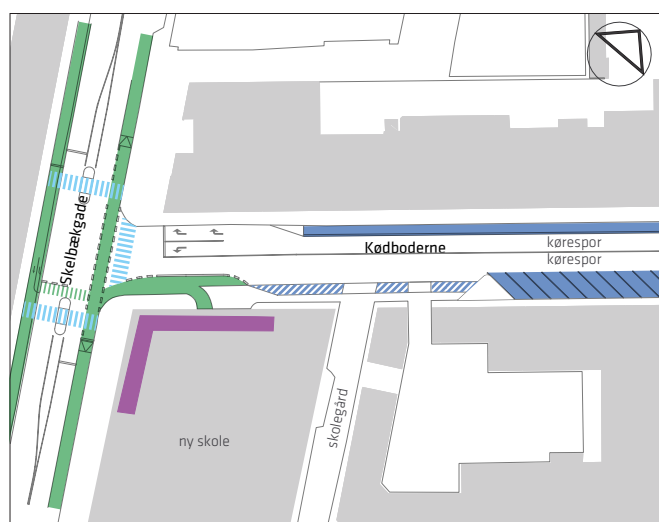 Skelbækgade
Kødboderne
kørespor
kørespor
skolegård
ny skole